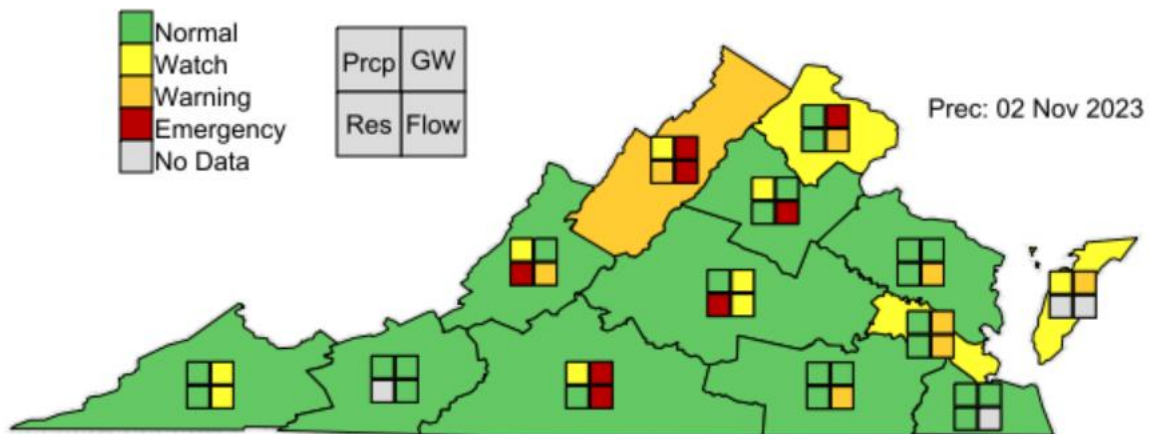 Normal
Watch
Warning
Emergency
No Data
Prcp GW
Res Flow
Prec: 02 Nov 2023